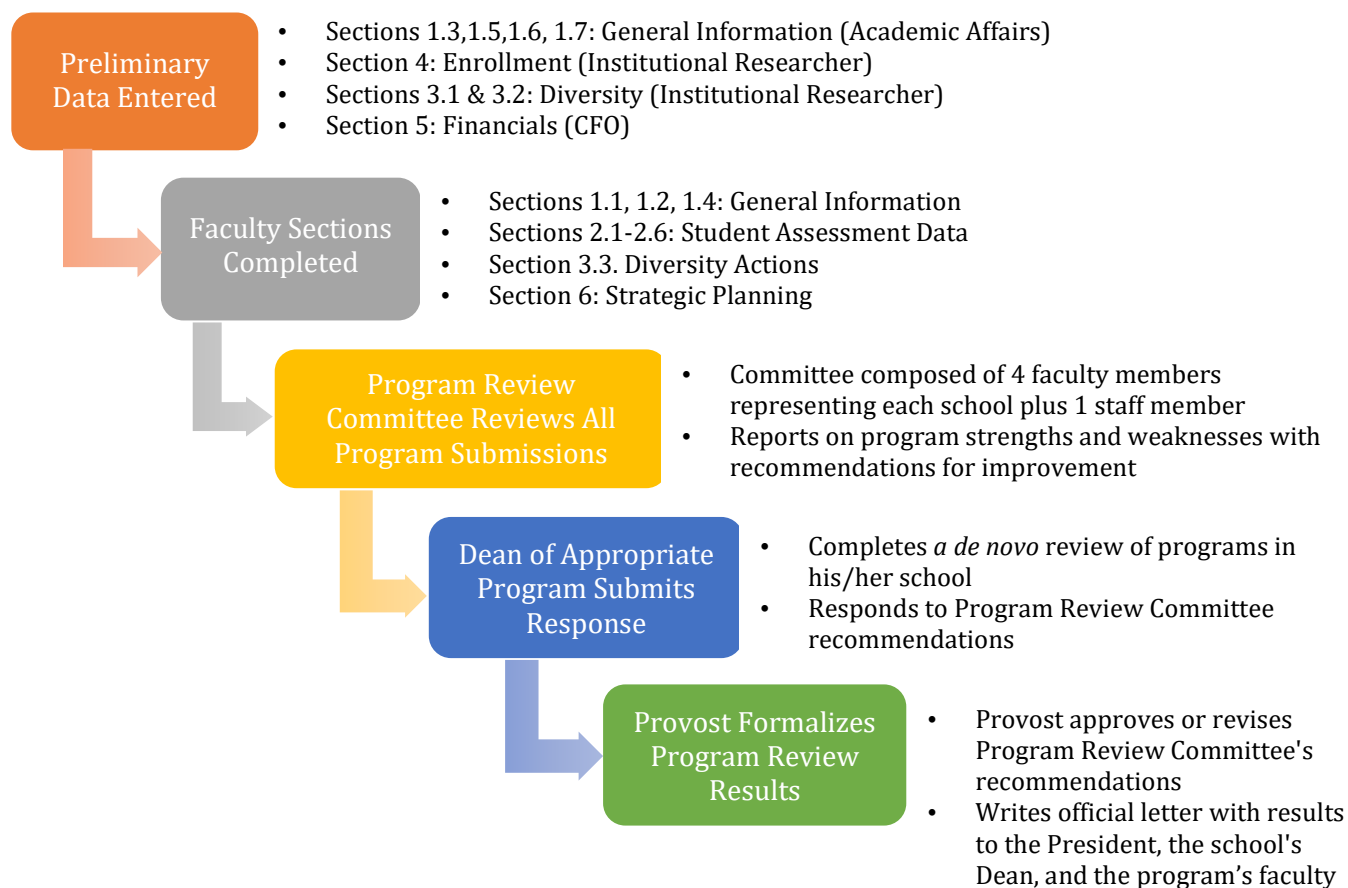 Preliminary
Data Entered
• Sections 1.3,1.5,1.6, 1.7: General Information (Academic Affairs)
• Section 4: Enrollment (Institutional Researcher)
• Sections 3.1 & 3.2: Diversity (Institutional Researcher)
• Section 5: Financials (CFO)
Faculty Sections
Completed
• Sections 1.1, 1.2, 1.4: General Information
• Sections 2.1-2.6: Student Assessment Data
• Section 3.3. Diversity Actions
• Section 6: Strategic Planning
Program Review
Committee Reviews All
Program Submissions
• Committee composed of 4 faculty members
representing each school plus 1 staff member
• Reports on program strengths and weaknesses with
recommendations for improvement
Dean of Appropriate
Program Submits
Response
• Completes a de novo review of programs in
his/her school
• Responds to Program Review Committee
recommendations
Provost Formalizes
Program Review
Results
• Provost approves or revises
Program Review Committee's
recommendations
• Writes official letter with results
to the President, the school's
Dean, and the program’s faculty